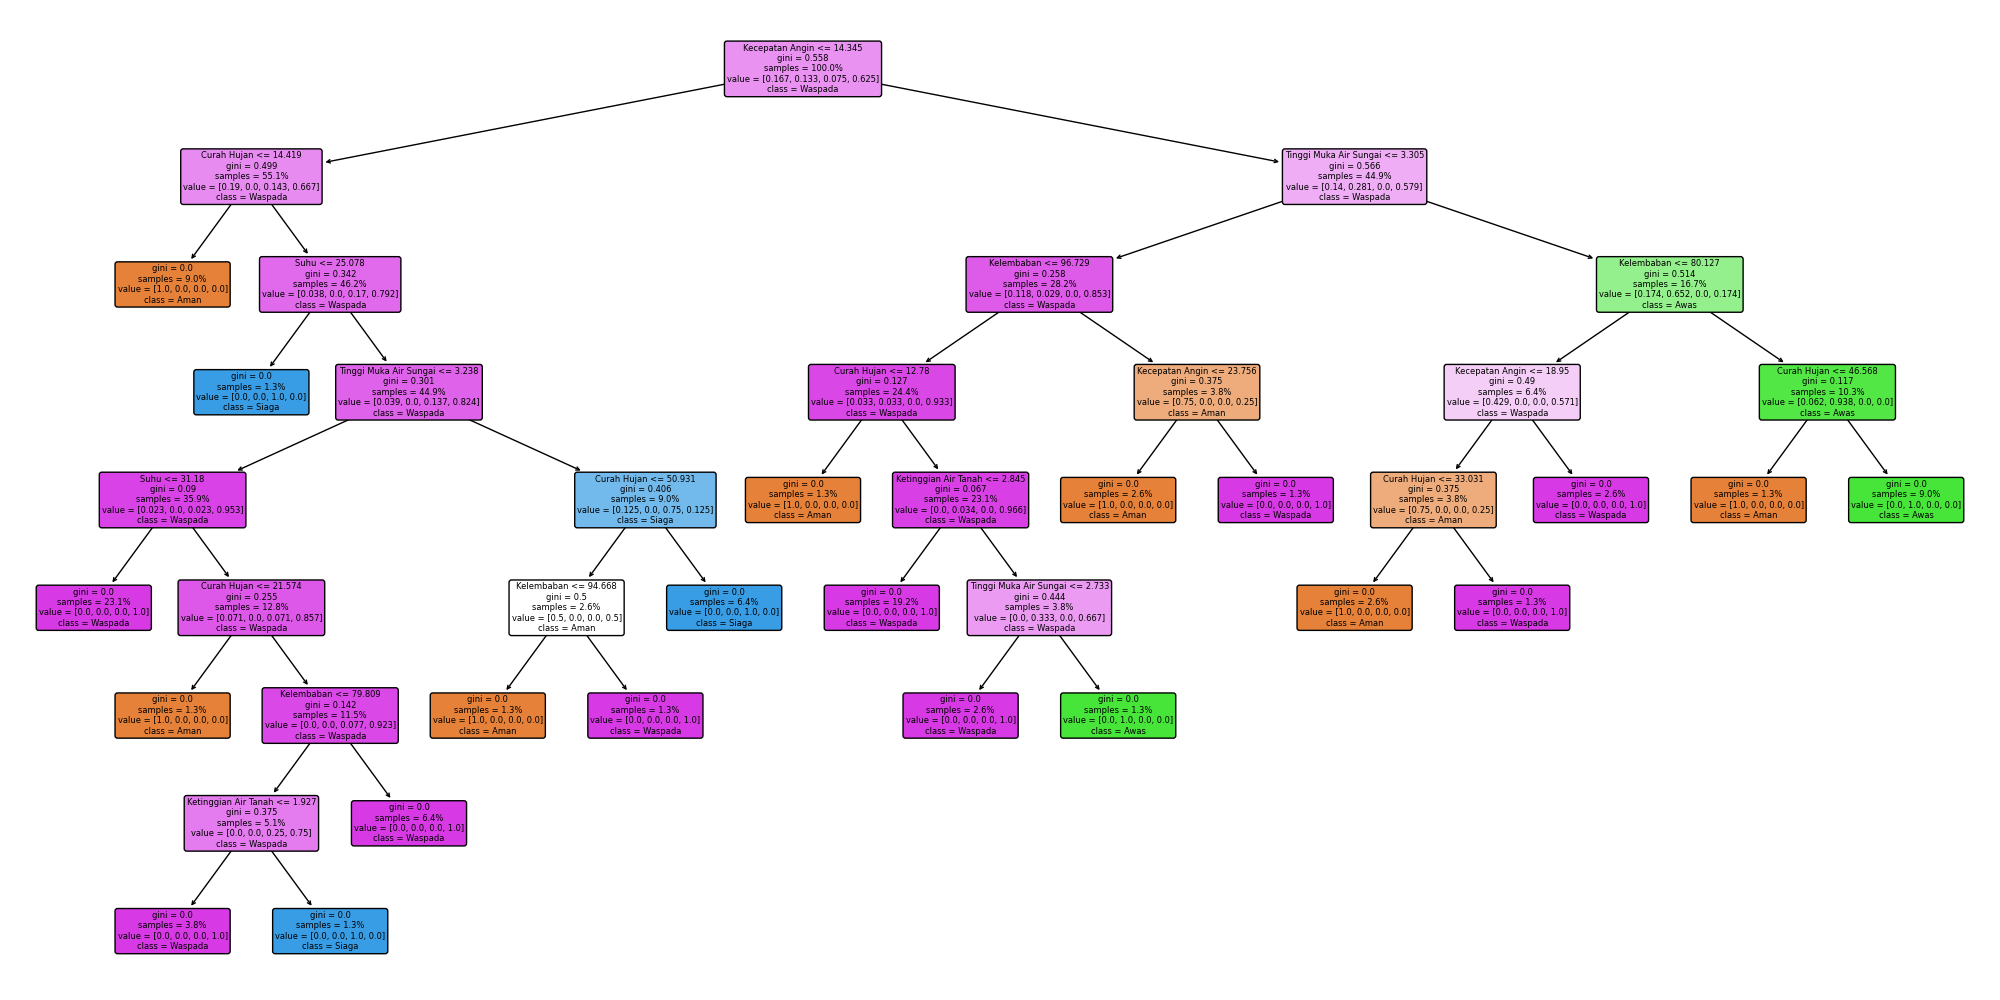 Kecepatan Angin <= 14.345
gini = 0.558
samples = 100.0%
value = [0.167, 0.133, 0.075, 0.625]
class = Waspada
Curah Hujan <= 14.419
gini = 0.499
samples = 55.1%
value = [0.19, 0.0, 0.143, 0.667]
class = Waspada
Tinggi Muka Air Sungai <= 3.305
gini = 0.566
samples = 44.9%
value = [0.14, 0.281, 0.0, 0.579]
class = Waspada
gini = 0.0
samples = 9.0%
value = [1.0, 0.0, 0.0, 0.0]
class = Aman
Suhu <= 25.078
gini = 0.342
samples = 46.2%
value = [0.038, 0.0, 0.17, 0.792]
class = Waspada
Kelembaban <= 96.729
gini = 0.258
samples = 28.2%
value = [0.118, 0.029, 0.0, 0.853]
class = Waspada
Kelembaban <= 80.127
gini = 0.514
samples = 16.7%
value = [0.174, 0.652, 0.0, 0.174]
class = Awas
gini = 0.0
samples = 1.3%
value = [0.0, 0.0, 1.0, 0.0]
class = Siaga
Tinggi Muka Air Sungai <= 3.238
gini = 0.301
samples = 44.9%
value = [0.039, 0.0, 0.137, 0.824]
class = Waspada
Curah Hujan <= 12.78
gini = 0.127
samples = 24.4%
value = [0.033, 0.033, 0.0, 0.933]
class = Waspada
Kecepatan Angin <= 23.756
gini = 0.375
samples = 3.8%
value = [0.75, 0.0, 0.0, 0.25]
class = Aman
Kecepatan Angin <= 18.95
gini = 0.49
samples = 6.4%
value = [0.429, 0.0, 0.0, 0.571]
class = Waspada
Curah Hujan <= 46.568
gini = 0.117
samples = 10.3%
value = [0.062, 0.938, 0.0, 0.0]
class = Awas
Suhu <= 31.18
gini = 0.09
samples = 35.9%
value = [0.023, 0.0, 0.023, 0.953]
class = Waspada
Curah Hujan <= 50.931
gini = 0.406
samples = 9.0%
value = [0.125, 0.0, 0.75, 0.125]
class = Siaga
gini = 0.0
samples = 1.3%
value = [1.0, 0.0, 0.0, 0.0]
class = Aman
Ketinggian Air Tanah <= 2.845
gini = 0.067
samples = 23.1%
value = [0.0, 0.034, 0.0, 0.966]
class = Waspada
gini = 0.0
samples = 2.6%
value = [1.0, 0.0, 0.0, 0.0]
class = Aman
gini = 0.0
samples = 1.3%
value = [0.0, 0.0, 0.0, 1.0]
class = Waspada
Curah Hujan <= 33.031
gini = 0.375
samples = 3.8%
value = [0.75, 0.0, 0.0, 0.25]
class = Aman
gini = 0.0
samples = 2.6%
value = [0.0, 0.0, 0.0, 1.0]
class = Waspada
gini = 0.0
samples = 1.3%
value = [1.0, 0.0, 0.0, 0.0]
class = Aman
gini = 0.0
samples = 9.0%
value = [0.0, 1.0, 0.0, 0.0]
class = Awas
gini = 0.0
samples = 23.1%
value = [0.0, 0.0, 0.0, 1.0]
class = Waspada
Curah Hujan <= 21.574
gini = 0.255
samples = 12.8%
value = [0.071, 0.0, 0.071, 0.857]
class = Waspada
Kelembaban <= 94.668
gini = 0.5
samples = 2.6%
value = [0.5, 0.0, 0.0, 0.5]
class = Aman
gini = 0.0
samples = 6.4%
value = [0.0, 0.0, 1.0, 0.0]
class = Siaga
gini = 0.0
samples = 19.2%
value = [0.0, 0.0, 0.0, 1.0]
class = Waspada
Tinggi Muka Air Sungai <= 2.733
gini = 0.444
samples = 3.8%
value = [0.0, 0.333, 0.0, 0.667]
class = Waspada
gini = 0.0
samples = 2.6%
value = [1.0, 0.0, 0.0, 0.0]
class = Aman
gini = 0.0
samples = 1.3%
value = [0.0, 0.0, 0.0, 1.0]
class = Waspada
gini = 0.0
samples = 1.3%
value = [1.0, 0.0, 0.0, 0.0]
class = Aman
Kelembaban <= 79.809
gini = 0.142
samples = 11.5%
value = [0.0, 0.0, 0.077, 0.923]
class = Waspada
gini = 0.0
samples = 1.3%
value = [1.0, 0.0, 0.0, 0.0]
class = Aman
gini = 0.0
samples = 1.3%
value = [0.0, 0.0, 0.0, 1.0]
class = Waspada
gini = 0.0
samples = 2.6%
value = [0.0, 0.0, 0.0, 1.0]
class = Waspada
gini = 0.0
samples = 1.3%
value = [0.0, 1.0, 0.0, 0.0]
class = Awas
Ketinggian Air Tanah <= 1.927
gini = 0.375
samples = 5.1%
value = [0.0, 0.0, 0.25, 0.75]
class = Waspada
gini = 0.0
samples = 6.4%
value = [0.0, 0.0, 0.0, 1.0]
class = Waspada
gini = 0.0
samples = 3.8%
value = [0.0, 0.0, 0.0, 1.0]
class = Waspada
gini = 0.0
samples = 1.3%
value = [0.0, 0.0, 1.0, 0.0]
class = Siaga